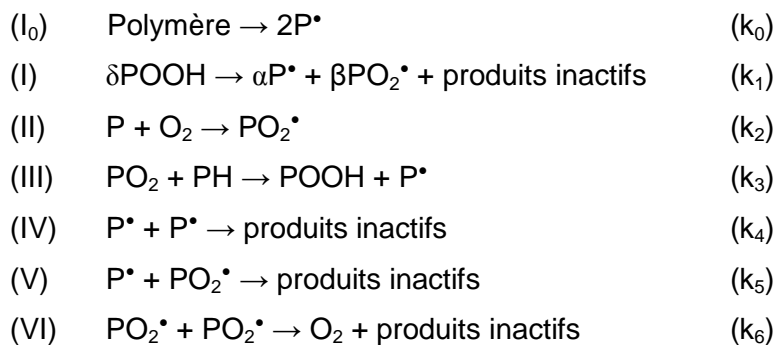 (I₀) Polymère → 2P• (k₀)
(I) δPOOH → αP• + βPO₂• + produits inactifs (k₁)
(II) P + O₂ → PO₂• (k₂)
(III) PO₂ + PH → POOH + P• (k₃)
(IV) P• + P• → produits inactifs (k₄)
(V) P• + PO₂• → produits inactifs (k₅)
(VI) PO₂• + PO₂• → O₂ + produits inactifs (k₆)